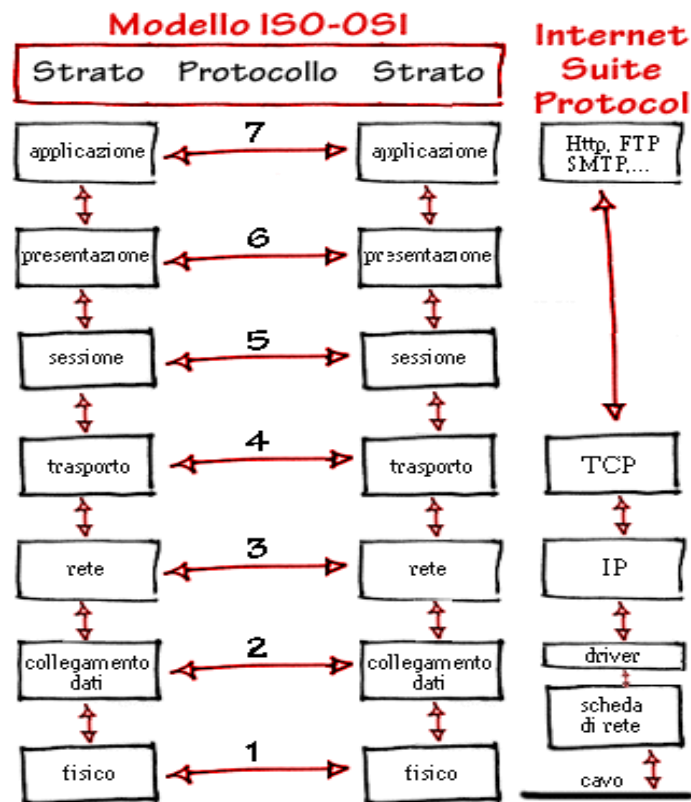 Modello ISO-OSI
Internet
Suite
Protocol
Strato Protocollo Strato
applicazione 7 applicazione
Http, FTP
SMTP,...
presentazione 6 presentazione
sessione 5 sessione
trasporto 4 trasporto
TCP
rete 3 rete
IP
collegamento
dati
2
collegamento
dati
driver
scheda
di rete
fisico 1 fisico
cavo